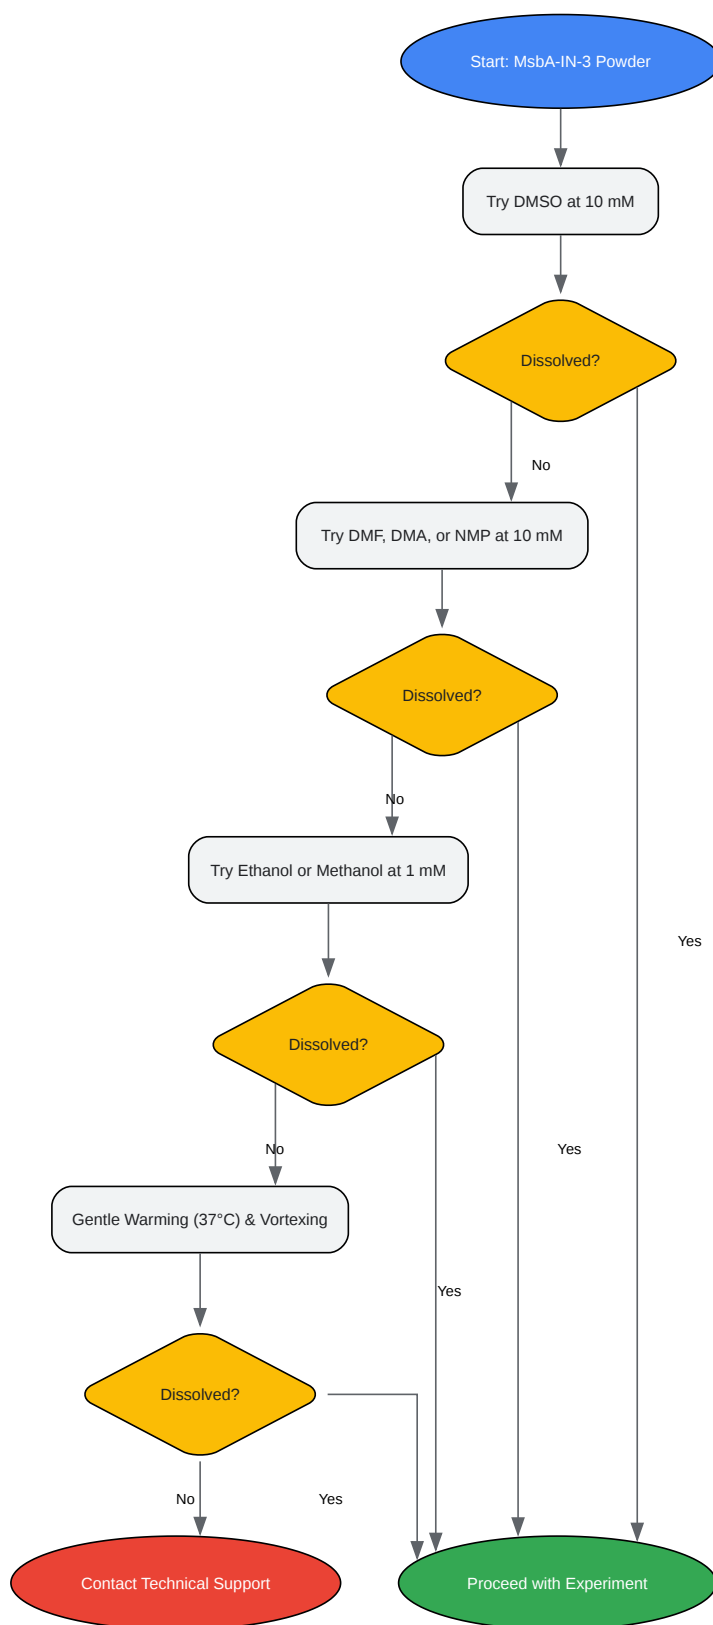 Start: MsbA-IN-3 Powder
Try DMSO at 10 mM
Dissolved?
No
Try DMF, DMA, or NMP at 10 mM
Dissolved?
No
Try Ethanol or Methanol at 1 mM
Yes
Dissolved?
No
Yes
Gentle Warming (37°C) & Vortexing
Yes
Dissolved?
No
Yes
Contact Technical Support
Proceed with Experiment